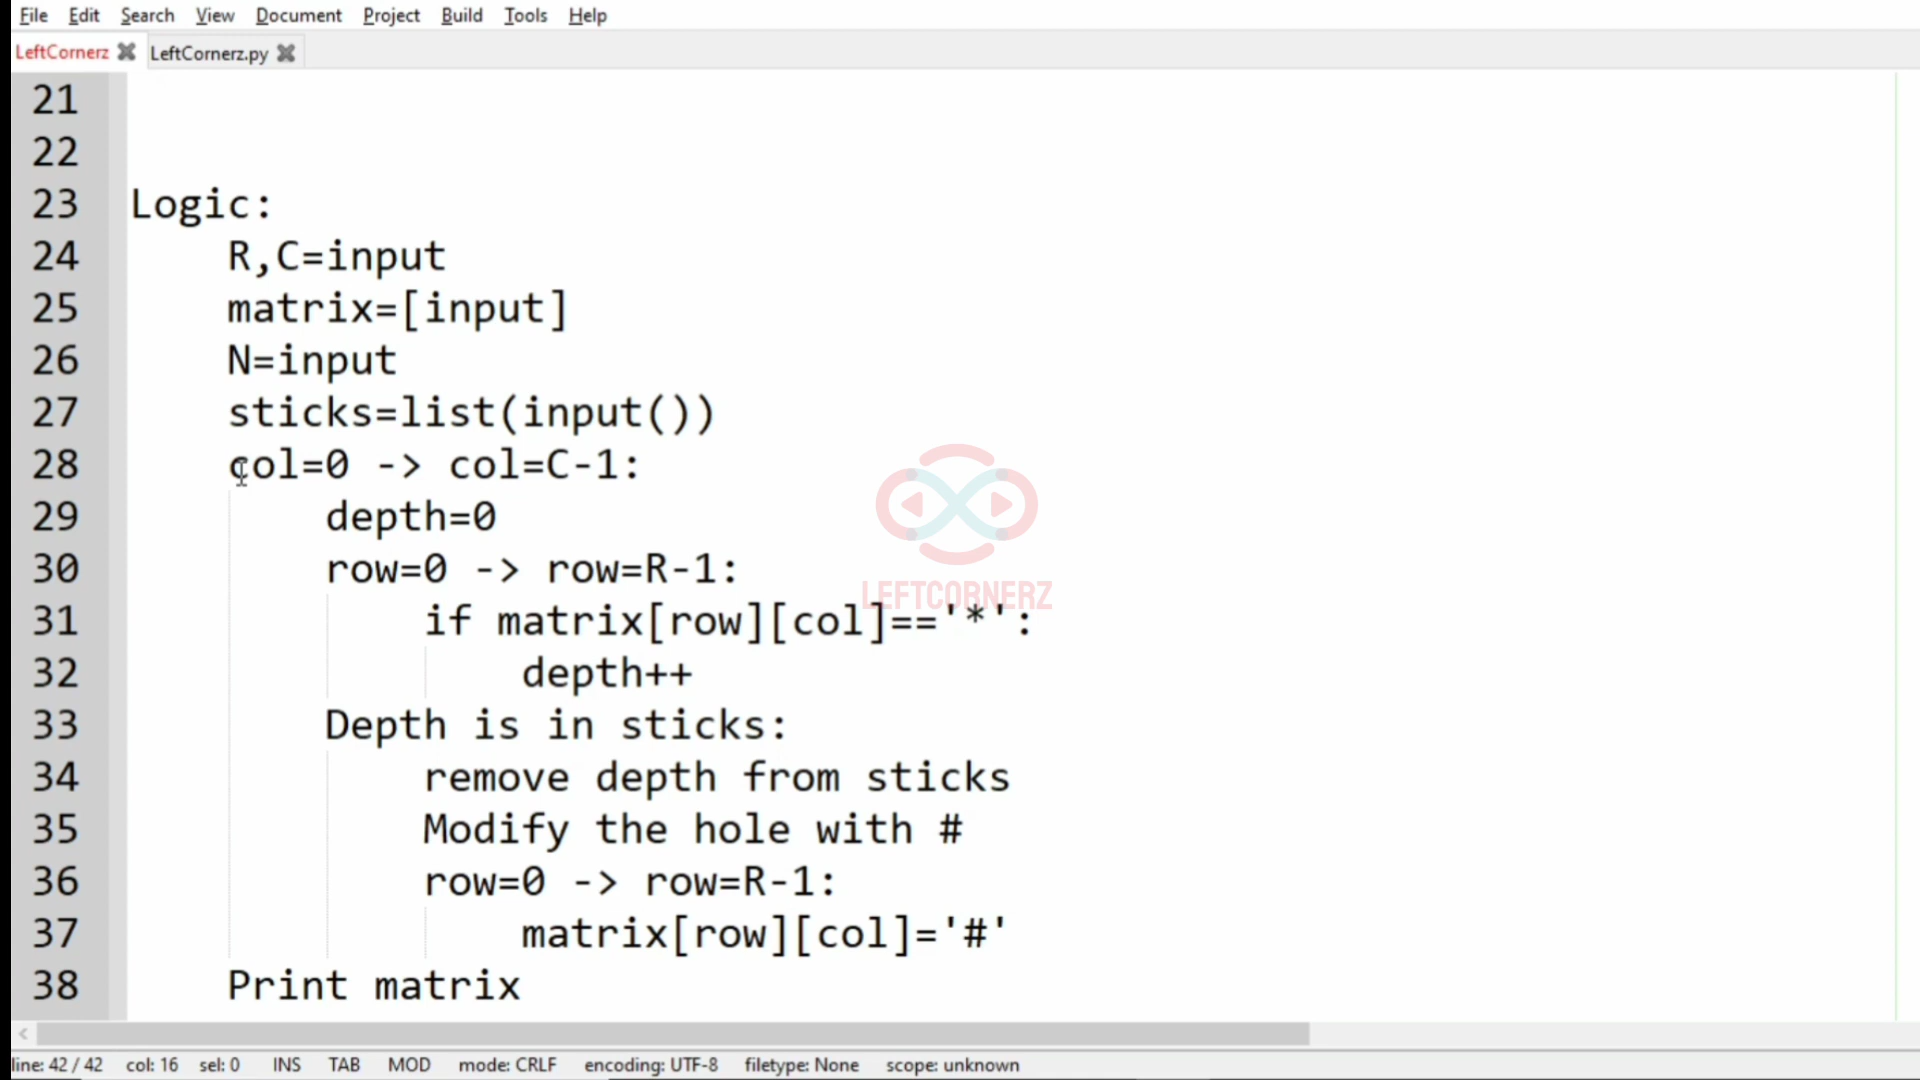 File Edit Search View Document Project Build Tools Help
LeftCornerz LeftCornerz.py
21
22
23 Logic:
24 R,C=input
25 matrix=[input]
26 N=input
27 sticks=list(input())
28 col=0 -> col=C-1:
29 depth=0
30 row=0 -> row=R-1:
31 if matrix[row][col]=='*':
32 depth++
33 Depth is in sticks:
34 remove depth from sticks
35 Modify the hole with #
36 row=0 -> row=R-1:
37 matrix[row][col]='#'
38 Print matrix
LEFTCORNERZ
line: 42 / 42 col: 16 sel: 0 INS TAB MOD mode: CRLF encoding: UTF-8 filetype: None scope: unknown